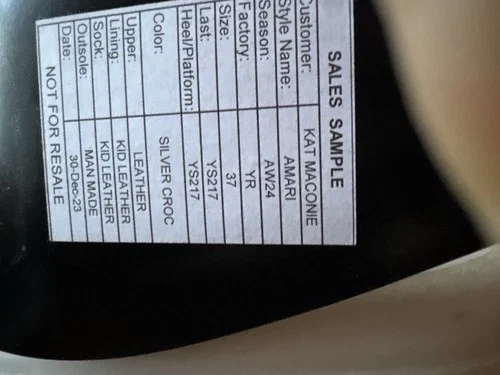 SALES SAMPLE
Customer: KAT MACONIE
Style Name: AMARI
Season: AW24
Factory: YR
Size: 37
Last: YS217
Heel/Platform: YS217
Color: SILVER CROC
Upper: LEATHER
Lining: KID LEATHER
Sock: KID LEATHER
Outsole: MAN MADE
Date: 30-Dec-23
NOT FOR RESALE